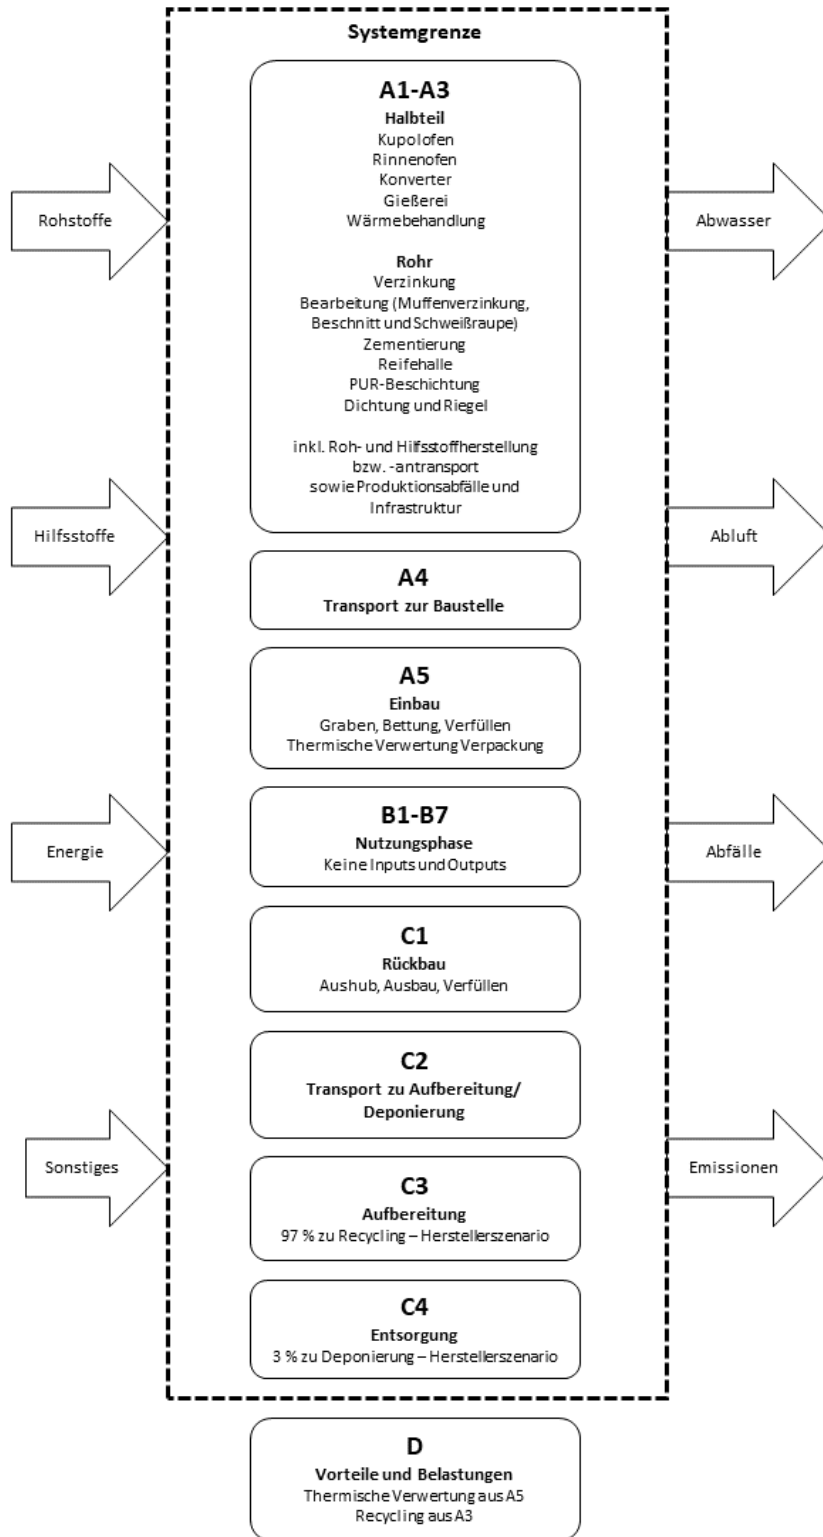 Systemgrenze
A1-A3
Halbteil
Kupolofen
Rinnenofen
Konverter
Gießerei
Wärmebehandlung
Rohr
Verzinkung
Bearbeitung (Muffenverzinkung,
Beschnitt und Schweißraupe)
Zementierung
Reifehalle
PUR-Beschichtung
Dichtung und Riegel
inkl. Roh- und Hilfsstoffherstellung
bzw. -antransport
sowie Produktionsabfälle und
Infrastruktur
Rohstoffe
Abwasser
Hilfsstoffe
Abluft
A4
Transport zur Baustelle
A5
Einbau
Graben, Bettung, Verfüllen
Thermische Verwertung Verpackung
B1-B7
Nutzungsphase
Keine Inputs und Outputs
Energie
Abfälle
C1
Rückbau
Aushub, Ausbau, Verfüllen
C2
Transport zu Aufbereitung/
Deponierung
Sonstiges
Emissionen
C3
Aufbereitung
97 % zu Recycling – Herstellerszenario
C4
Entsorgung
3 % zu Deponierung – Herstellerszenario
D
Vorteile und Belastungen
Thermische Verwertung aus A5
Recycling aus A3